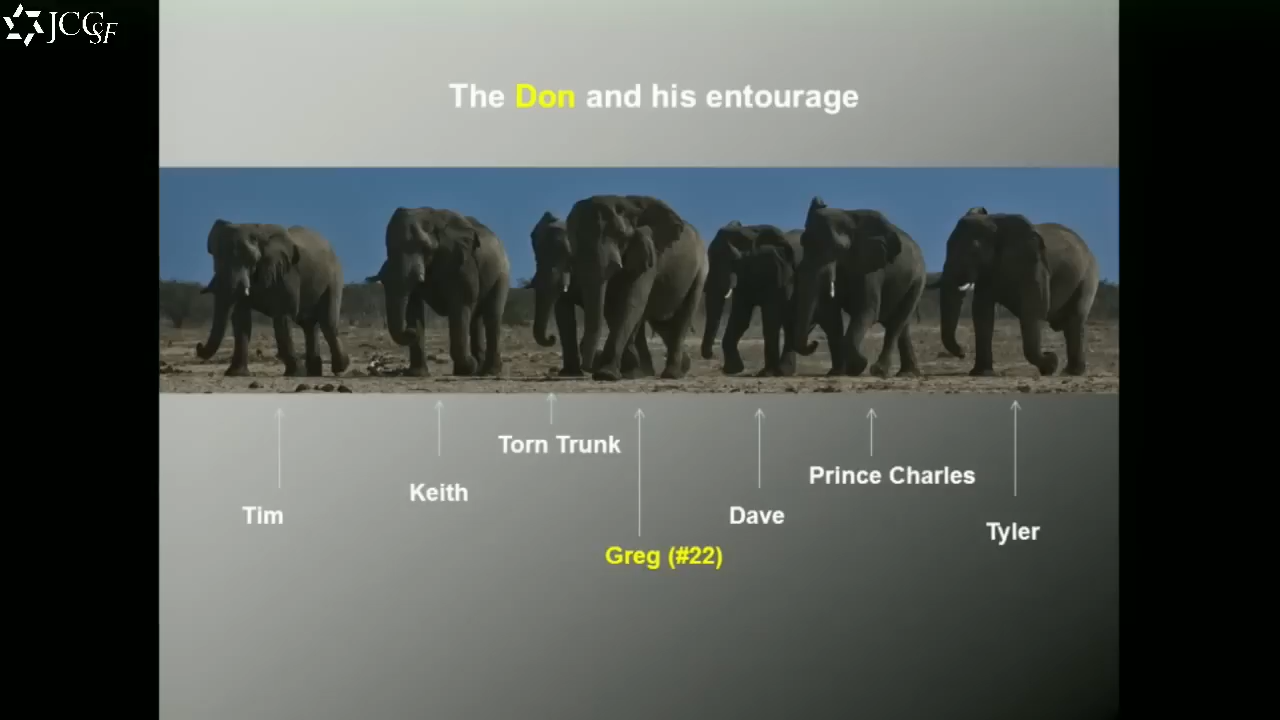 JCCSF
The Don and his entourage
Torn Trunk
Prince Charles
Keith
Tim
Dave
Tyler
Greg (#22)